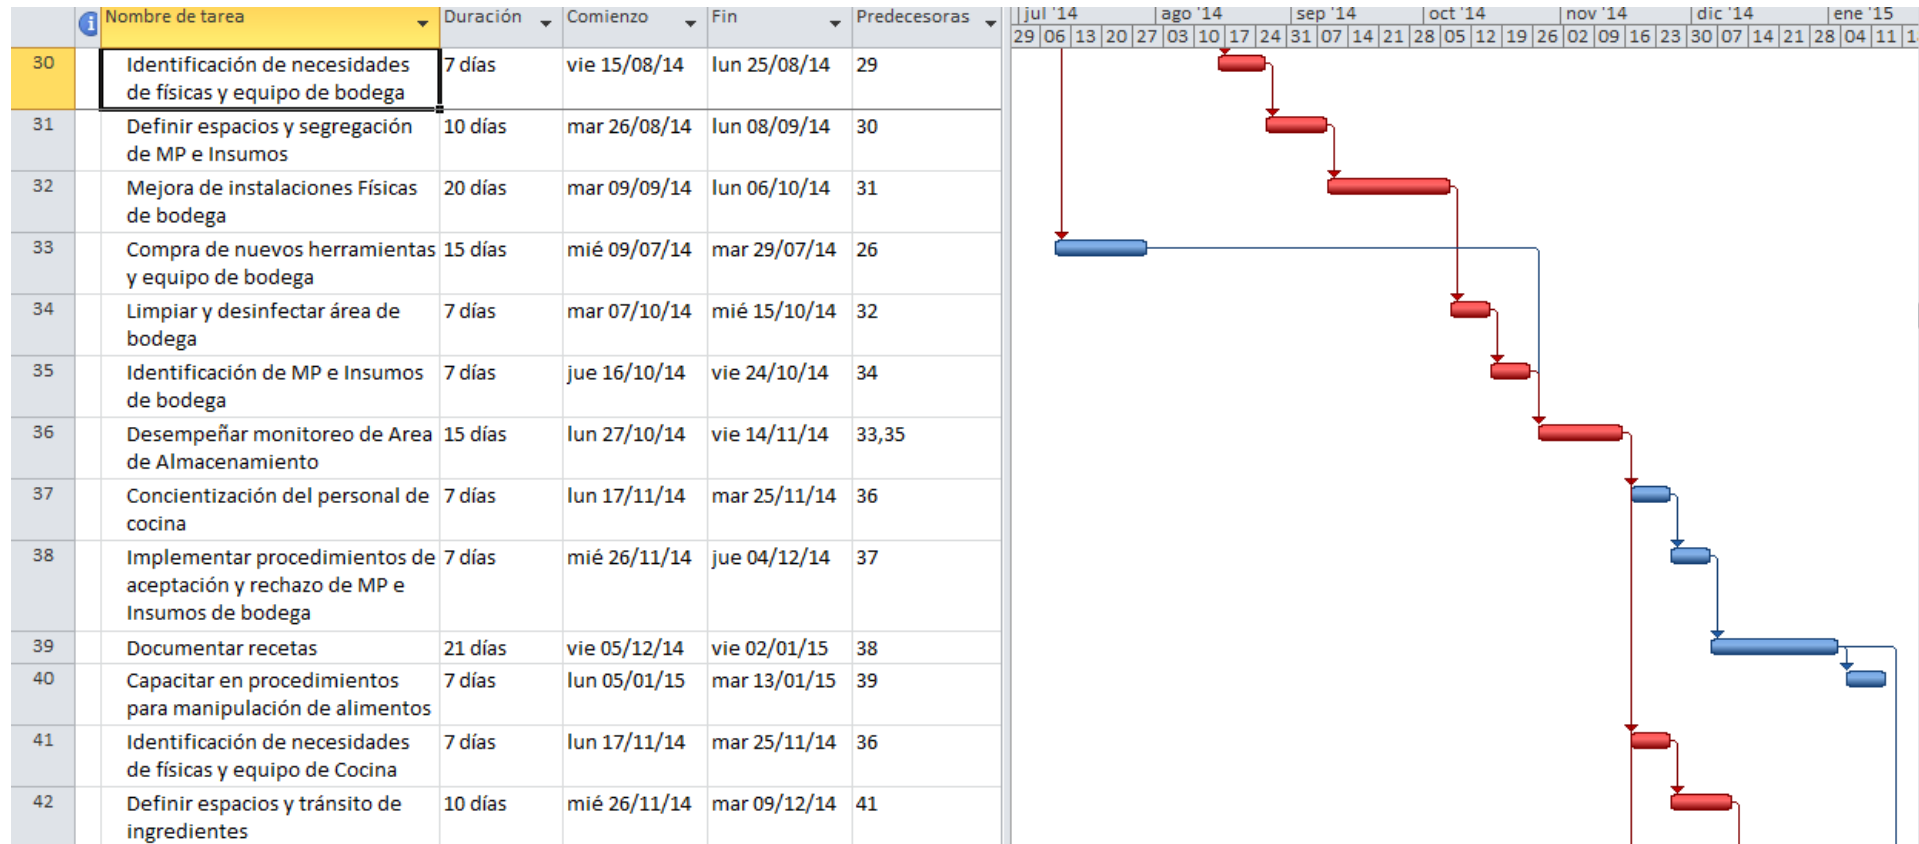 Nombre de tarea Duración Comienzo Fin Predecesoras jul '14 ago '14 sep '14 oct '14 nov '14 dic '14 ene '15
29 06 13 20 27 03 10 17 24 31 07 14 21 28 05 12 19 26 02 09 16 23 30 07 14 21 28 04 11 1
30 Identificación de necesidades 7 días vie 15/08/14 lun 25/08/14 29
de físicas y equipo de bodega
31 Definir espacios y segregación 10 días mar 26/08/14 lun 08/09/14 30
de MP e Insumos
32 Mejora de instalaciones Físicas 20 días mar 09/09/14 lun 06/10/14 31
de bodega
33 Compra de nuevos herramientas 15 días mié 09/07/14 mar 29/07/14 26
y equipo de bodega
34 Limpiar y desinfectar área de 7 días mar 07/10/14 mié 15/10/14 32
bodega
35 Identificación de MP e Insumos 7 días jue 16/10/14 vie 24/10/14 34
de bodega
36 Desempeñar monitoreo de Area 15 días lun 27/10/14 vie 14/11/14 33,35
de Almacenamiento
37 Concientización del personal de 7 días lun 17/11/14 mar 25/11/14 36
cocina
38 Implementar procedimientos de 7 días mié 26/11/14 jue 04/12/14 37
aceptación y rechazo de MP e
Insumos de bodega
39 Documentar recetas 21 días vie 05/12/14 vie 02/01/15 38
40 Capacitar en procedimientos 7 días lun 05/01/15 mar 13/01/15 39
para manipulación de alimentos
41 Identificación de necesidades 7 días lun 17/11/14 mar 25/11/14 36
de físicas y equipo de Cocina
42 Definir espacios y tránsito de 10 días mié 26/11/14 mar 09/12/14 41
ingredientes